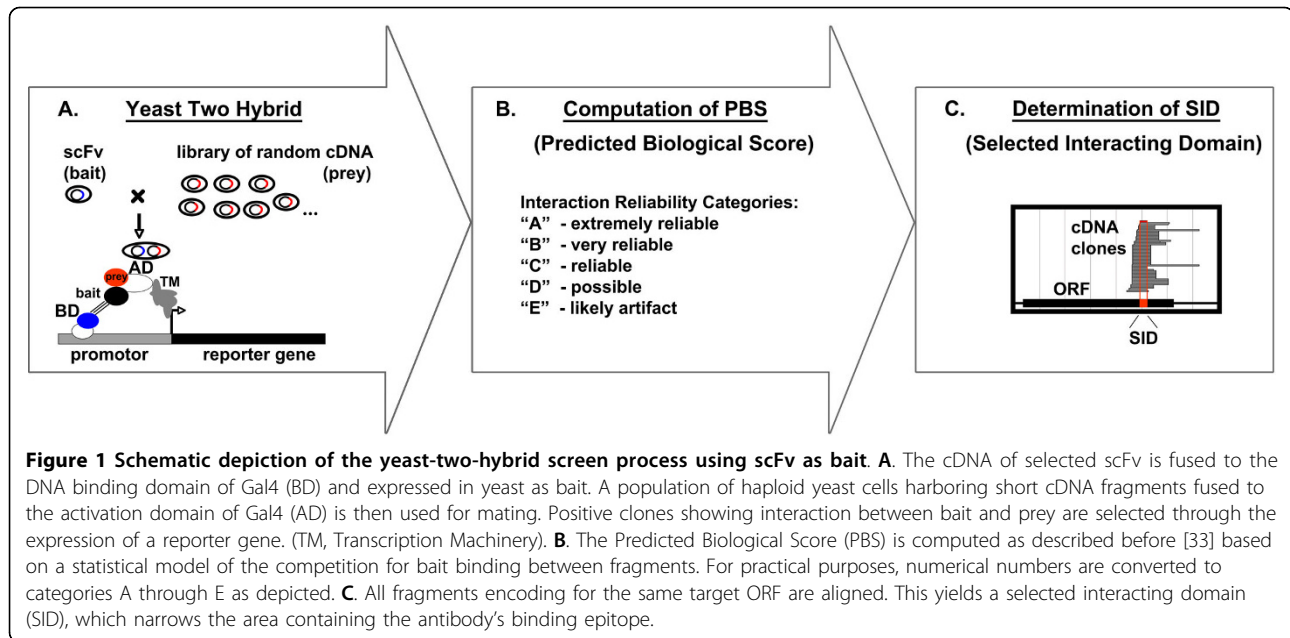 A. Yeast Two Hybrid
scFv
(bait)
library of random cDNA
(prey)
...
AD
prey
TM
bait
BD
promotor
reporter gene
B. Computation of PBS
(Predicted Biological Score)
Interaction Reliability Categories:
“A” - extremely reliable
“B” - very reliable
“C” - reliable
“D” - possible
“E” - likely artifact
C. Determination of SID
(Selected Interacting Domain)
cDNA
clones
ORF
SID
Figure 1 Schematic depiction of the yeast-two-hybrid screen process using scFv as bait. A. The cDNA of selected scFv is fused to the
DNA binding domain of Gal4 (BD) and expressed in yeast as bait. A population of haploid yeast cells harboring short cDNA fragments fused to
the activation domain of Gal4 (AD) is then used for mating. Positive clones showing interaction between bait and prey are selected through the
expression of a reporter gene. (TM, Transcription Machinery). B. The Predicted Biological Score (PBS) is computed as described before [33] based
on a statistical model of the competition for bait binding between fragments. For practical purposes, numerical numbers are converted to
categories A through E as depicted. C. All fragments encoding for the same target ORF are aligned. This yields a selected interacting domain
(SID), which narrows the area containing the antibody's binding epitope.